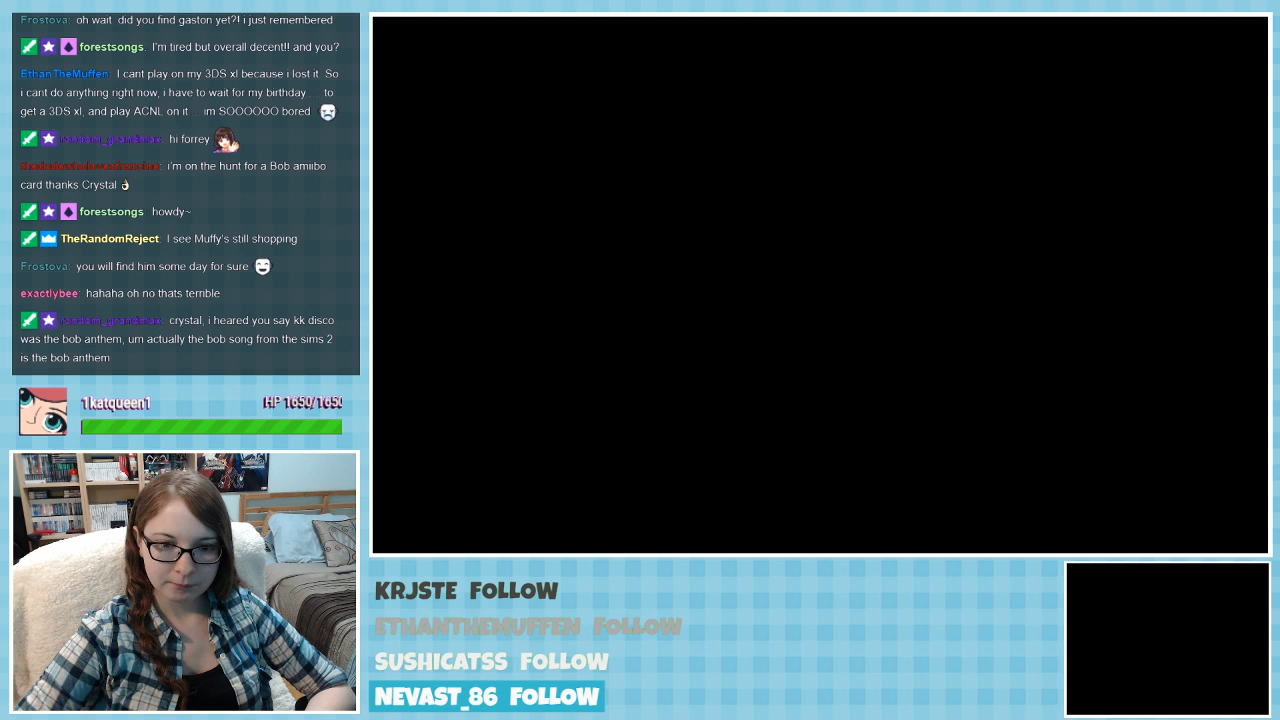 Frostova: oh wait did you find gaston yet?! i just remembered
forestsongs: I'm tired but overall decent!! and you?
EthanTheMuffen: I cant play on my 3DS xl because i lost it. So
i cant do anything right now, i have to wait for my birthday.... to
get a 3DS xl, and play ACNL on it.... im SOOOOOO bored.
random_grandmax: hi forrey
i'm on the hunt for a Bob amibo
card thanks Crystal
forestsongs: howdy~
TheRandomReject: I see Muffy's still shopping
Frostova: you will find him some day for sure
exactlybee: hahaha oh no thats terrible
random_grandmax: crystal, i heared you say kk disco
was the bob anthem, um actually the bob song from the sims 2
is the bob anthem
1katqueen1 HP 1650/1650
KRJSTE FOLLOW
ETHANTHEMUFFEN FOLLOW
SUSHICATSS FOLLOW
NEVAST_86 FOLLOW